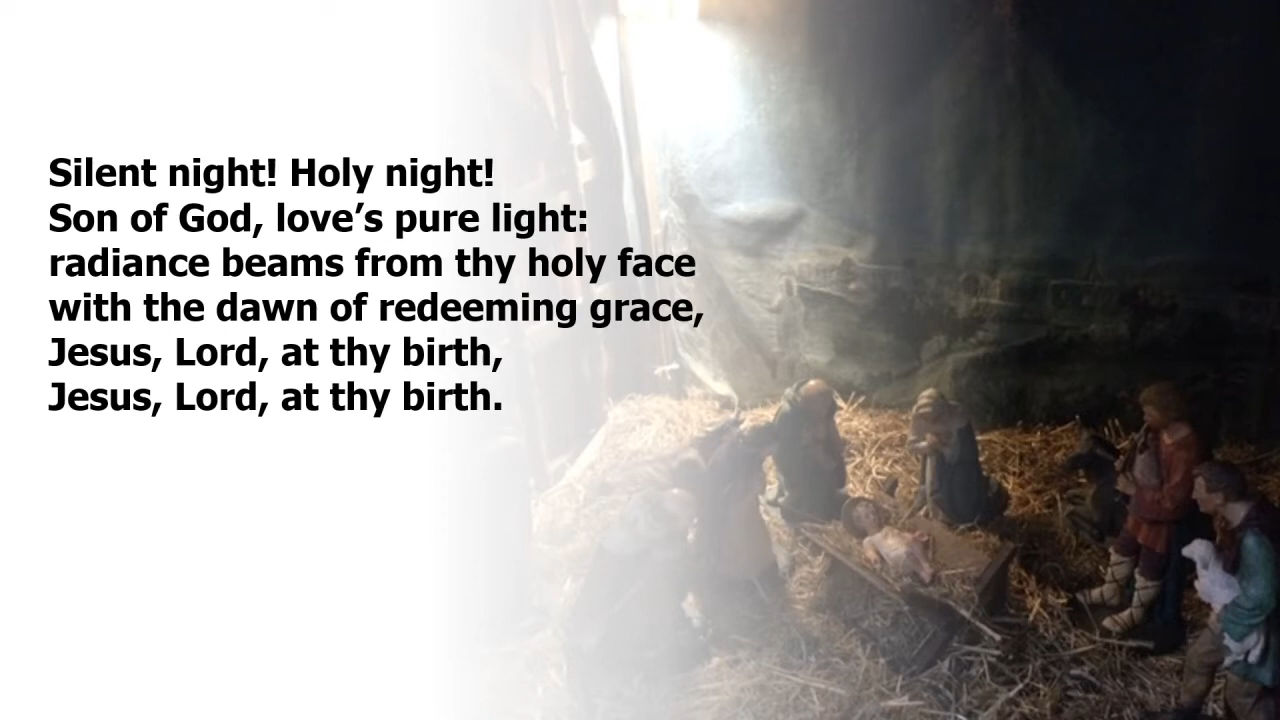 Silent night! Holy night!
Son of God, love’s pure light:
radiance beams from thy holy face
with the dawn of redeeming grace,
Jesus, Lord, at thy birth,
Jesus, Lord, at thy birth.